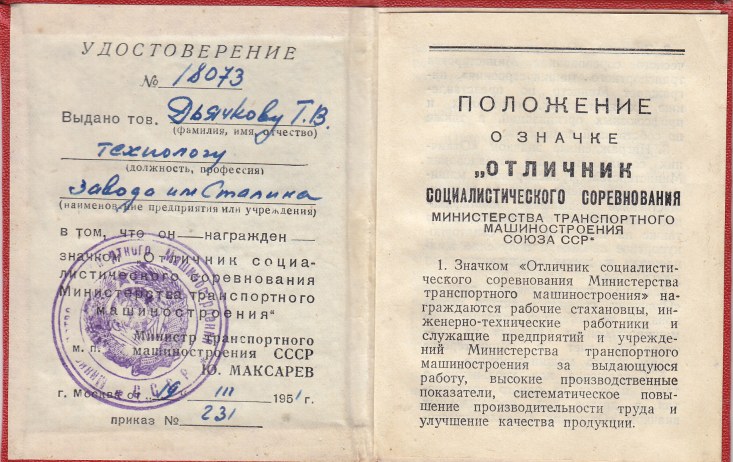 УДОСТОВЕРЕНИЕ
№ 18073
Выдано тов. Дьячкову Т.В.
(фамилия, имя, отчество)
технологу
(должность, профессия)
завода им Сталина
(наименование предприятия или учреждения)
в том, что он — награжден —
значком „Отличник социа-
листического соревнования
Министерства транспортного
машиностроения"
Министр транспортного
м. п. машиностроения СССР
Ю. МАКСАРЕВ
г. Москва от „19" III 1951 г.
приказ № 231
ПОЛОЖЕНИЕ
О ЗНАЧКЕ
„ОТЛИЧНИК
СОЦИАЛИСТИЧЕСКОГО СОРЕВНОВАНИЯ
МИНИСТЕРСТВА ТРАНСПОРТНОГО
МАШИНОСТРОЕНИЯ
СОЮЗА ССР"
1. Значком «Отличник социалисти-
ческого соревнования Министерства
транспортного машиностроения» на-
граждаются рабочие стахановцы, ин-
женерно-технические работники и
служащие предприятий и учрежде-
ний Министерства транспортного
машиностроения за выдающуюся
работу, высокие производственные
показатели, систематическое повы-
шение производительности труда и
улучшение качества продукции.